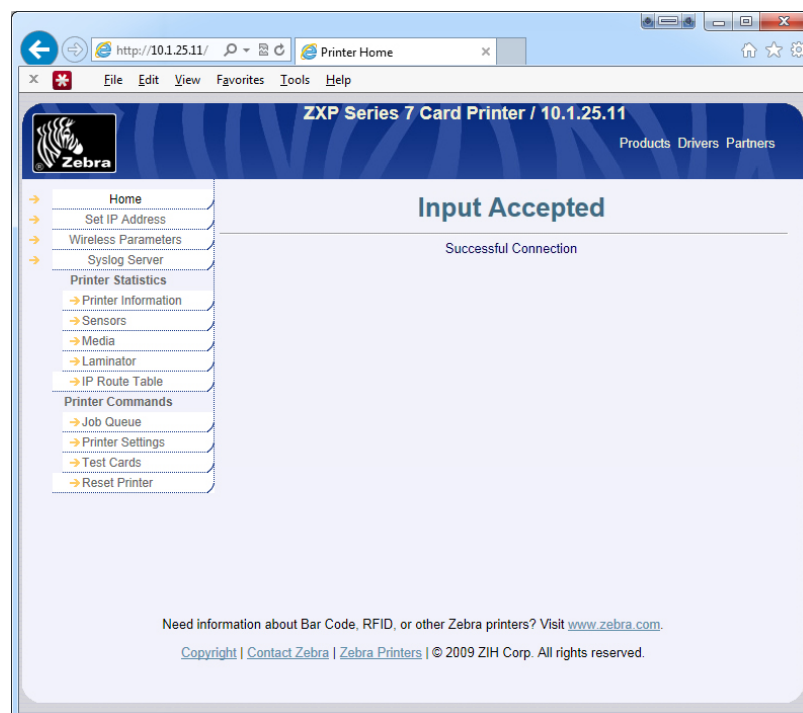 http://10.1.25.11/
Printer Home
File Edit View Favorites Tools Help
ZXP Series 7 Card Printer / 10.1.25.11
Products Drivers Partners
Zebra
Home
Set IP Address
Wireless Parameters
Syslog Server
Printer Statistics
Printer Information
Sensors
Media
Laminator
IP Route Table
Printer Commands
Job Queue
Printer Settings
Test Cards
Reset Printer
Input Accepted
Successful Connection
Need information about Bar Code, RFID, or other Zebra printers? Visit www.zebra.com.
Copyright | Contact Zebra | Zebra Printers | © 2009 ZIH Corp. All rights reserved.